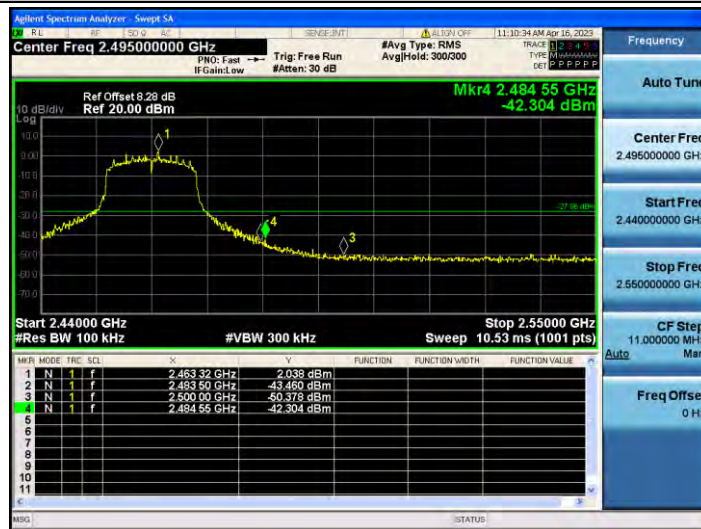 Agilent Spectrum Analyzer - Swept SA
RL RF 50 Ω AC SENSE:INT ALIGN OFF 11:10:34 AM Apr 16, 2023
Center Freq 2.495000000 GHz #Avg Type: RMS TRACE 1 2 3 4 5 6
PNO: Fast Trig: Free Run Avg|Hold: 300/300 TYPE M
IFGain:Low #Atten: 30 dB DET P P P P P P
Ref Offset 8.28 dB Mkr4 2.484 55 GHz
10 dB/div Ref 20.00 dBm -42.304 dBm
Log
10.0
1
0.00
-10.0
-20.0
-30.0
4
-40.0
3
-50.0
-60.0
-70.0
Start 2.44000 GHz Stop 2.55000 GHz
#Res BW 100 kHz #VBW 300 kHz Sweep 10.53 ms (1001 pts)
MKR MODE TRC SCL X Y FUNCTION FUNCTION WIDTH FUNCTION VALUE
1 N 1 f 2.463 32 GHz 2.038 dBm
2 N 1 f 2.483 50 GHz -43.460 dBm
3 N 1 f 2.500 00 GHz -50.378 dBm
4 N 1 f 2.484 55 GHz -42.304 dBm
5
6
7
8
9
10
11
MSG STATUS
Frequency
Auto Tune
Center Freq
2.495000000 GHz
Start Freq
2.440000000 GHz
Stop Freq
2.550000000 GHz
CF Step
11.000000 MHz
Auto Man
Freq Offset
0 Hz